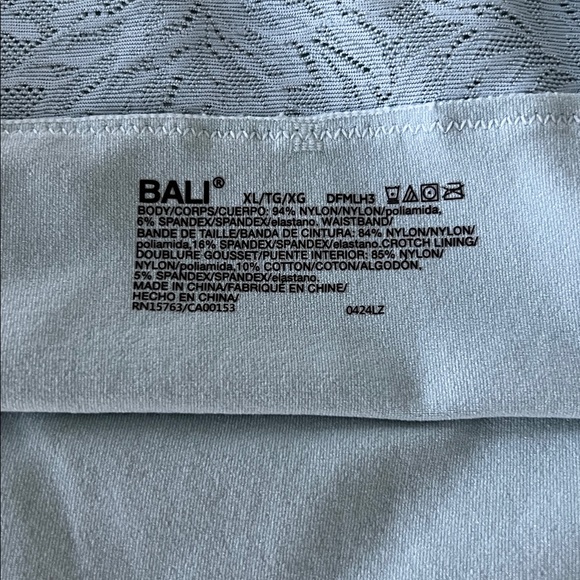 BALI® XL/TG/XG DFMLH3
BODY/CORPS/CUERPO: 94% NYLON/NYLON/poliamida,
6% SPANDEX/SPANDEX/elastano. WAISTBAND/
BANDE DE TAILLE/BANDA DE CINTURA: 84% NYLON/NYLON/
poliamida,16% SPANDEX/SPANDEX/elastano.CROTCH LINING/
DOUBLURE GOUSSET/PUENTE INTERIOR: 85% NYLON/
NYLON/poliamida,10% COTTON/COTON/ALGODÓN,
5% SPANDEX/SPANDEX/elastano.
MADE IN CHINA/FABRIQUÉ EN CHINE/
HECHO EN CHINA/
RN15763/CA00153 0424LZ